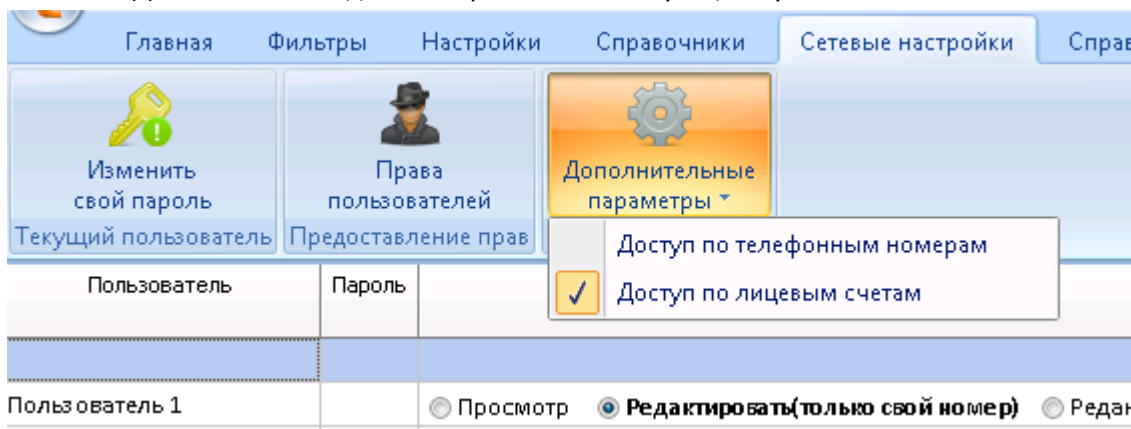 Главная Фильтры Настройки Справочники Сетевые настройки
Изменить
свой пароль
Права
пользователей
Дополнительные
параметры
Текущий пользователь Предоставление прав
Доступ по телефонным номерам
Доступ по лицевым счетам
Пользователь Пароль
Пользователь 1 Просмотр Редактировать(только свой номер)